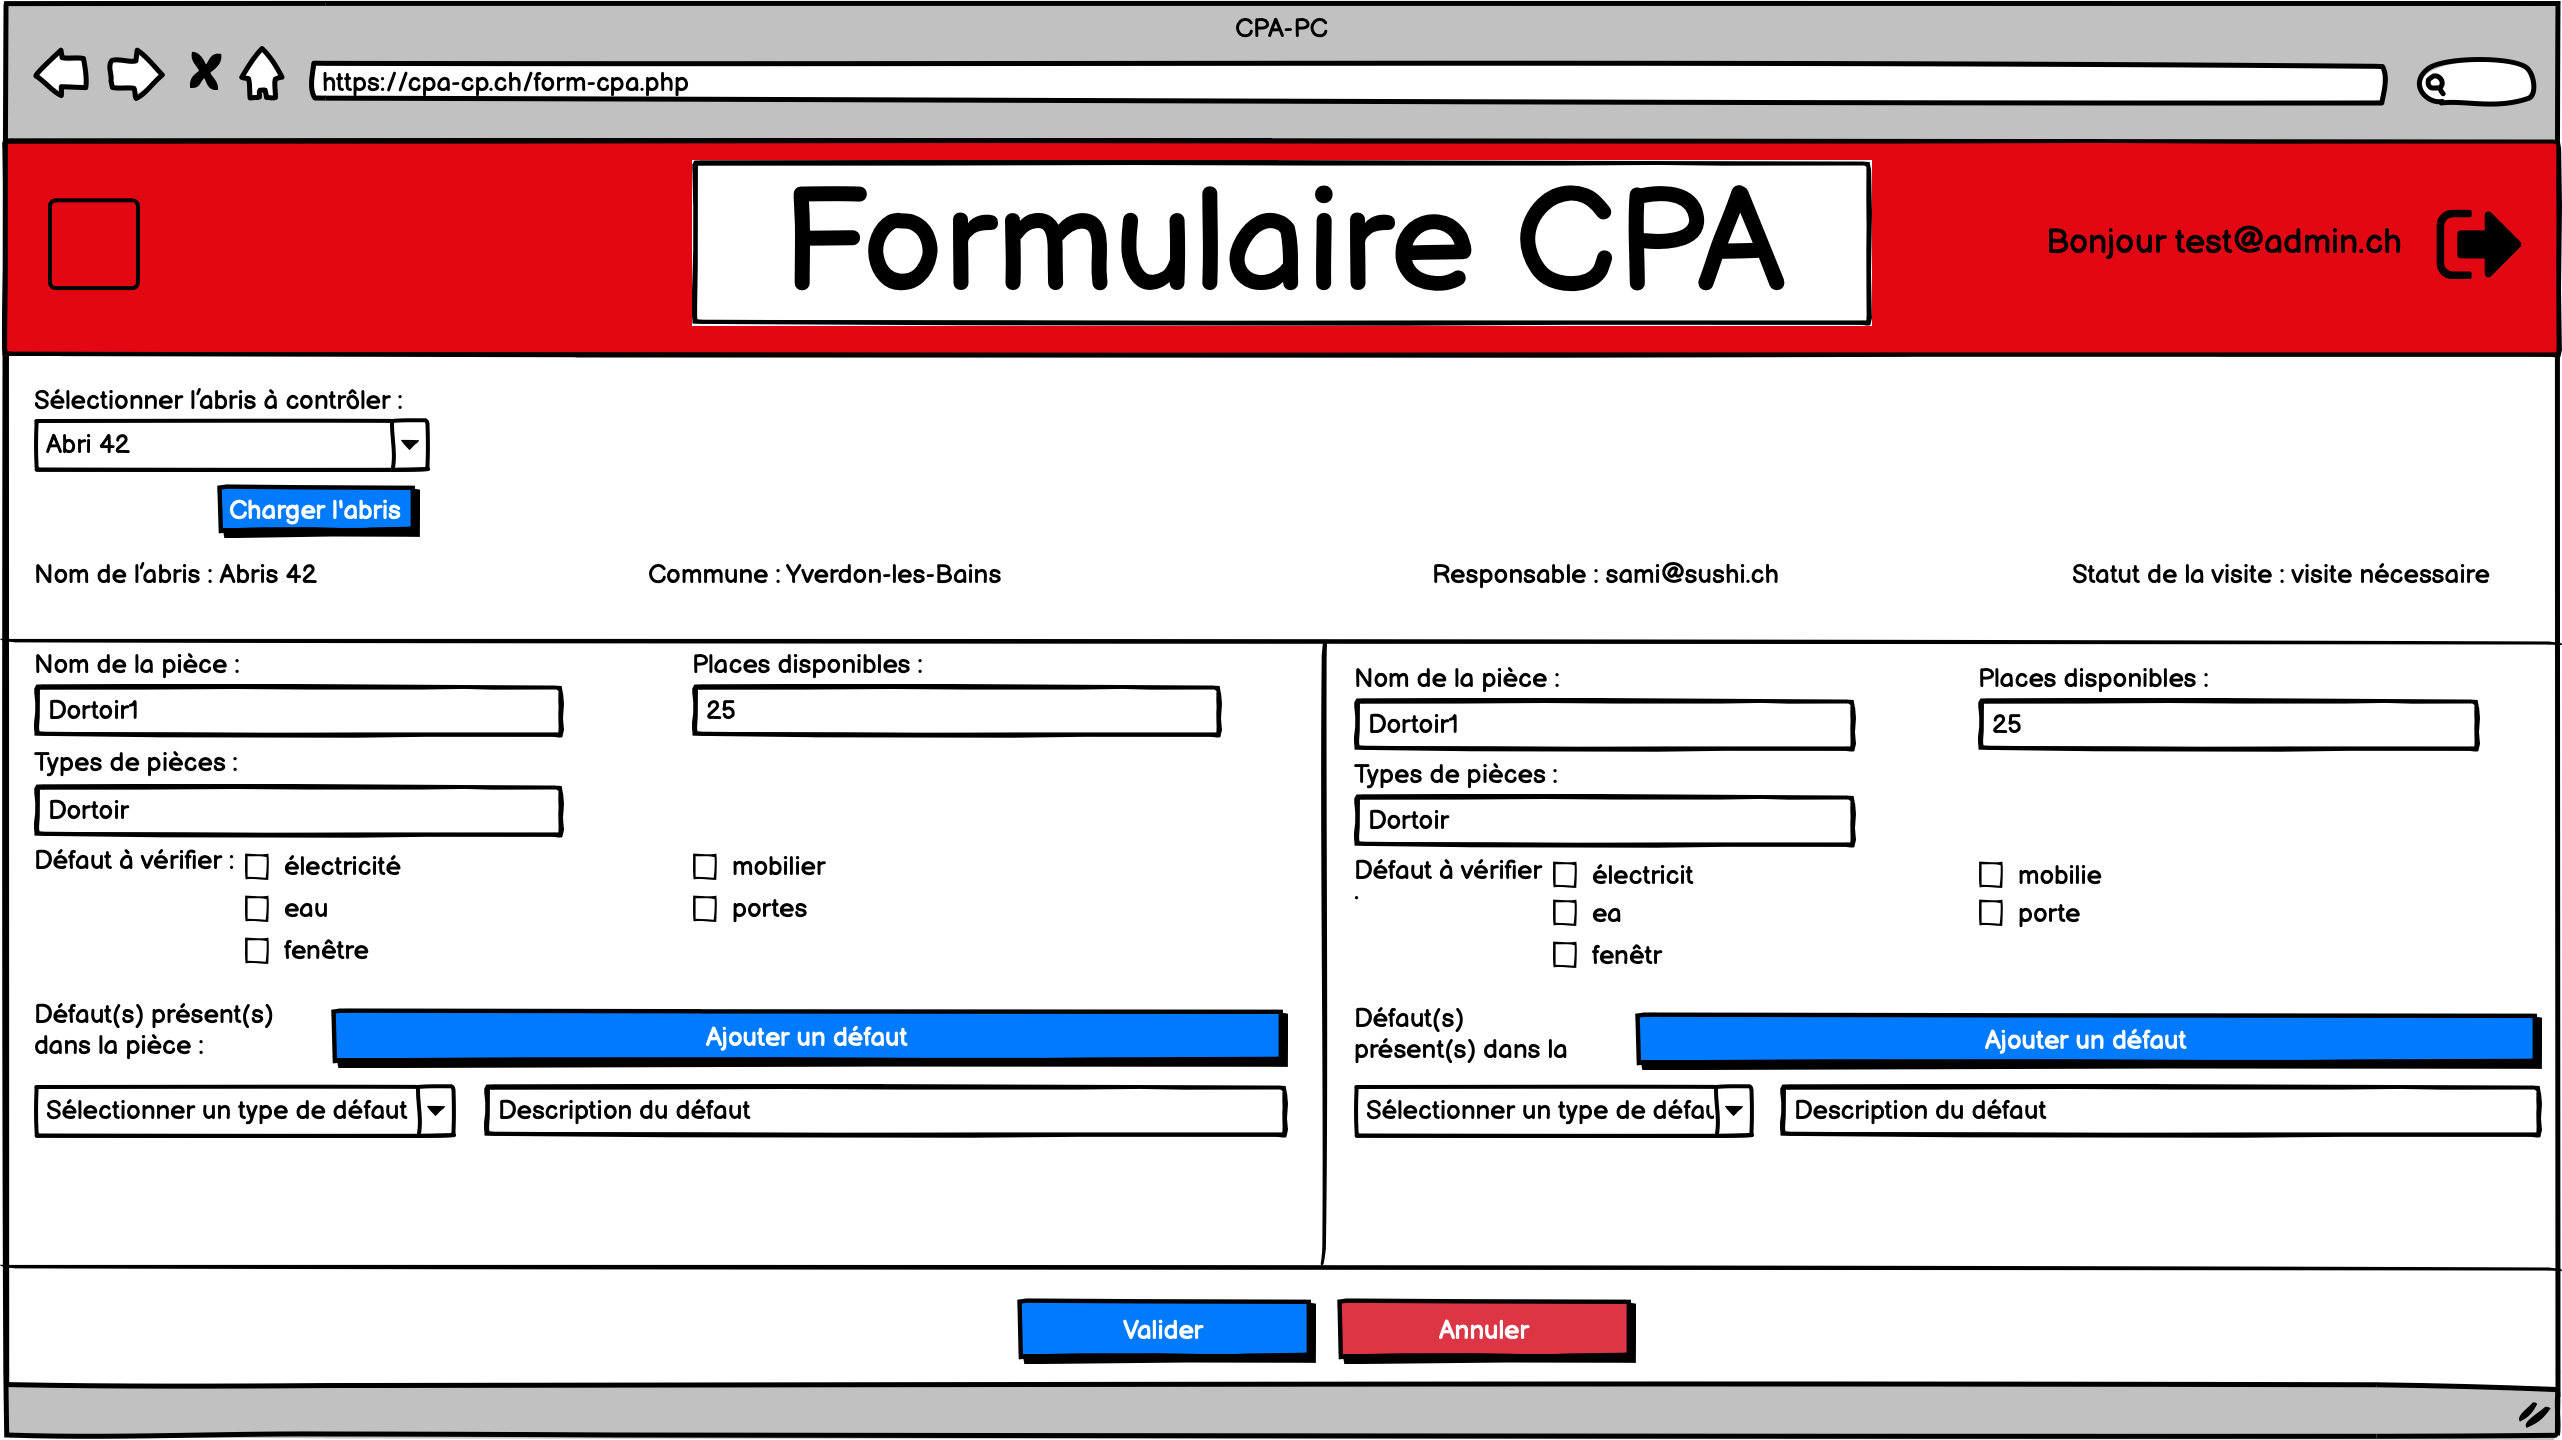 CPA-PC
https://cpa-cp.ch/form-cpa.php
Formulaire CPA
Bonjour test@admin.ch
Sélectionner l'abris à contrôler :
Abri 42
Charger l'abris
Nom de l'abris : Abris 42
Commune : Yverdon-les-Bains
Responsable : sami@sushi.ch
Statut de la visite : visite nécessaire
Nom de la pièce :
Places disponibles :
Dortoir1
25
Types de pièces :
Dortoir
Défaut à vérifier :
électricité
mobilier
eau
portes
fenêtre
Défaut(s) présent(s)
dans la pièce :
Ajouter un défaut
Sélectionner un type de défaut
Description du défaut
Nom de la pièce :
Places disponibles :
Dortoir1
25
Types de pièces :
Dortoir
Défaut à vérifier
électricit
mobilie
ea
porte
fenêtr
Défaut(s)
présent(s) dans la
Ajouter un défaut
Sélectionner un type de défau
Description du défaut
Valider
Annuler